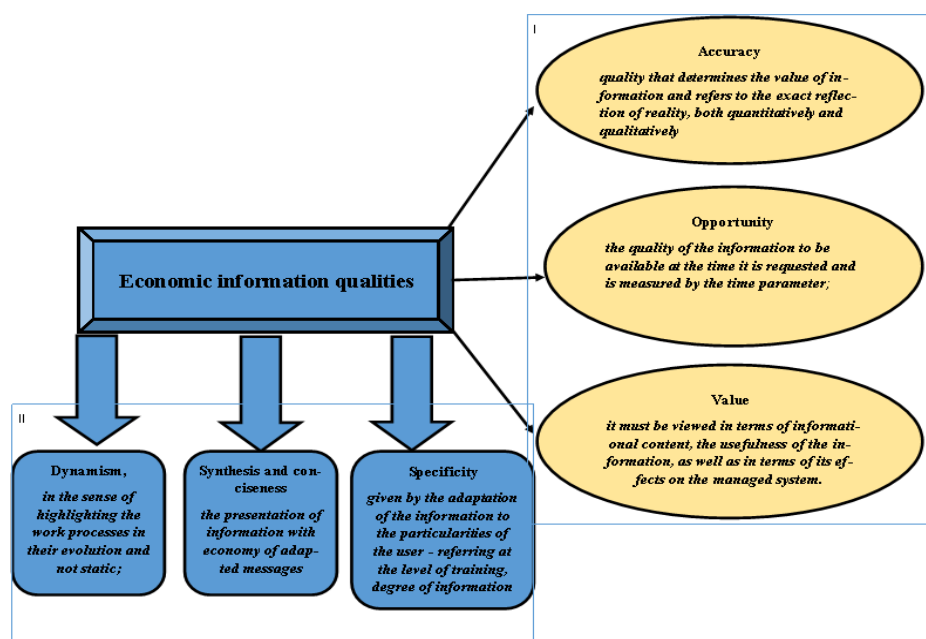 I
Accuracy
quality that determines the value of in-
formation and refers to the exact reflec-
tion of reality, both quantitatively and
qualitatively
Opportunity
the quality of the information to be
available at the time it is requested and
is measured by the time parameter;
Economic information qualities
Value
it must be viewed in terms of informati-
onal content, the usefulness of the in-
formation, as well as in terms of its ef-
fects on the managed system.
II
Dynamism,
in the sense of
highlighting the
work processes in
their evolution and
not static;
Synthesis and con-
ciseness
the presentation of
information with
economy of adap-
ted messages
Specificity
given by the adaptation
of the information to
the particularities of
the user - referring at
the level of training,
degree of information